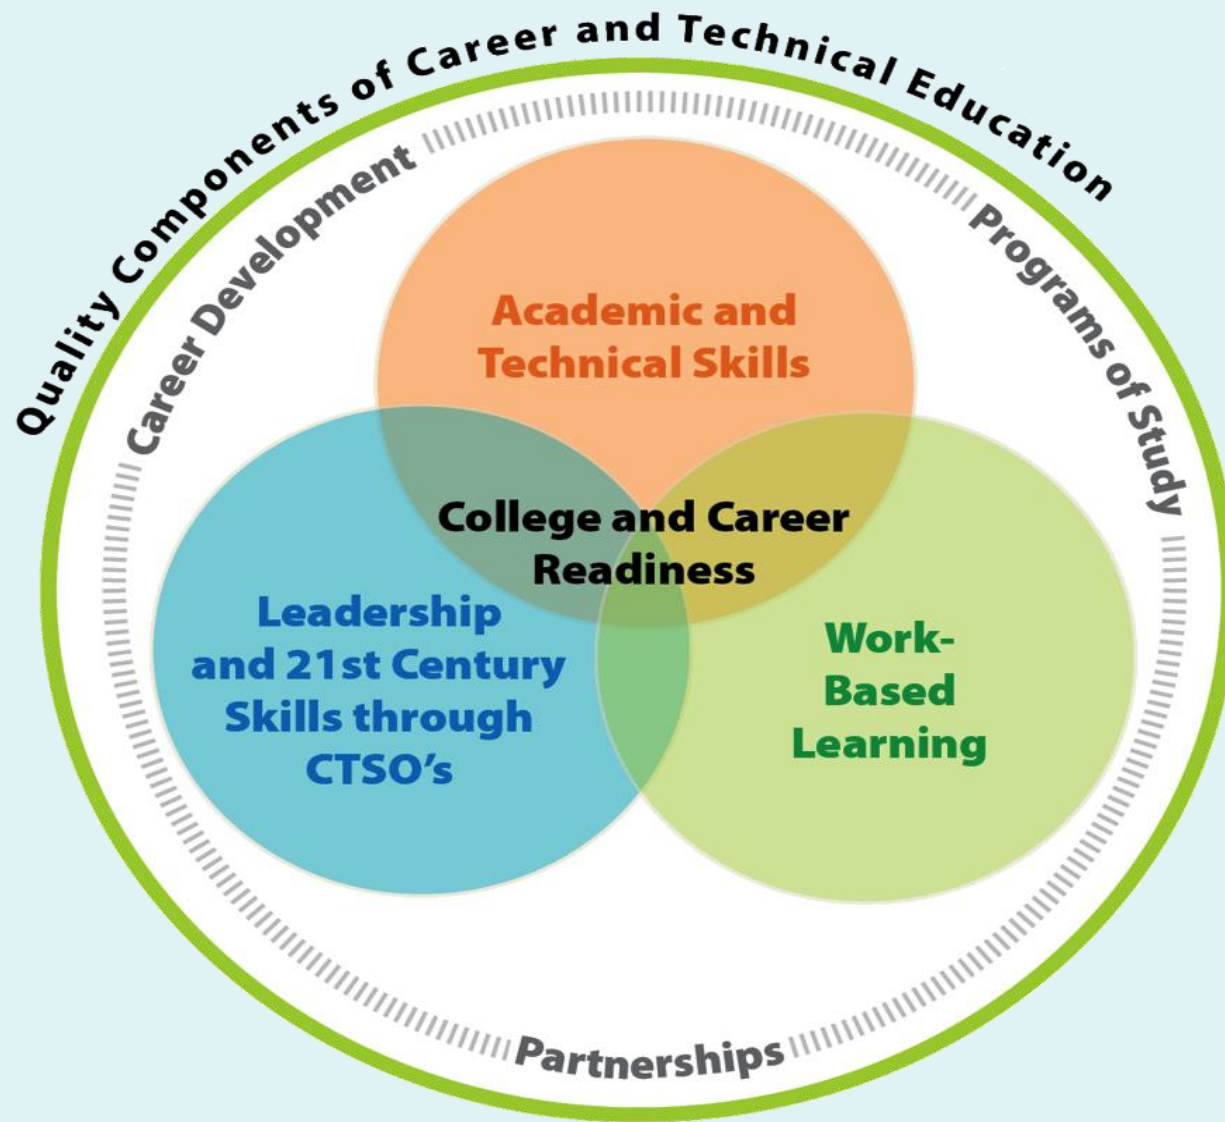 Quality Components of Career and Technical Education
Career Development
Programs of Study
Academic and
Technical Skills
College and Career
Readiness
Leadership
and 21st Century
Skills through
CTSO’s
Work-
Based
Learning
Partnerships